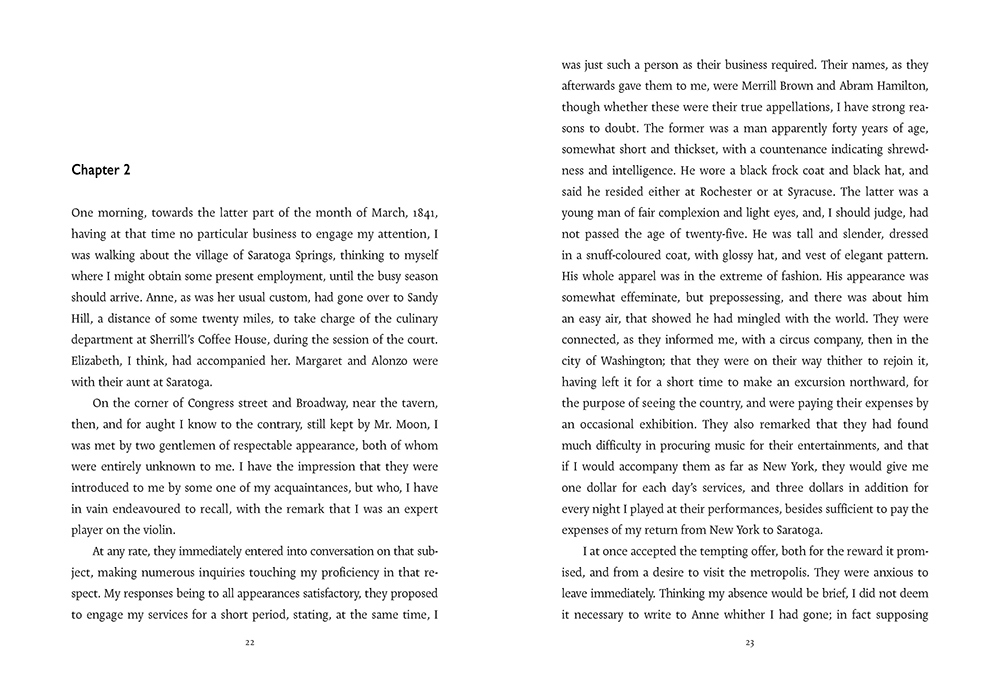 Chapter 2
One morning, towards the latter part of the month of March, 1841,
having at that time no particular business to engage my attention, I
was walking about the village of Saratoga Springs, thinking to myself
where I might obtain some present employment, until the busy season
should arrive. Anne, as was her usual custom, had gone over to Sandy
Hill, a distance of some twenty miles, to take charge of the culinary
department at Sherrill's Coffee House, during the session of the court.
Elizabeth, I think, had accompanied her. Margaret and Alonzo were
with their aunt at Saratoga.
On the corner of Congress street and Broadway, near the tavern,
then, and for aught I know to the contrary, still kept by Mr. Moon, I
was met by two gentlemen of respectable appearance, both of whom
were entirely unknown to me. I have the impression that they were
introduced to me by some one of my acquaintances, but who, I have
in vain endeavoured to recall, with the remark that I was an expert
player on the violin.
At any rate, they immediately entered into conversation on that sub-
ject, making numerous inquiries touching my proficiency in that re-
spect. My responses being to all appearances satisfactory, they proposed
to engage my services for a short period, stating, at the same time, I
22
was just such a person as their business required. Their names, as they
afterwards gave them to me, were Merrill Brown and Abram Hamilton,
though whether these were their true appellations, I have strong rea-
sons to doubt. The former was a man apparently forty years of age,
somewhat short and thickset, with a countenance indicating shrewd-
ness and intelligence. He wore a black frock coat and black hat, and
said he resided either at Rochester or at Syracuse. The latter was a
young man of fair complexion and light eyes, and, I should judge, had
not passed the age of twenty-five. He was tall and slender, dressed
in a snuff-coloured coat, with glossy hat, and vest of elegant pattern.
His whole apparel was in the extreme of fashion. His appearance was
somewhat effeminate, but prepossessing, and there was about him
an easy air, that showed he had mingled with the world. They were
connected, as they informed me, with a circus company, then in the
city of Washington; that they were on their way thither to rejoin it,
having left it for a short time to make an excursion northward, for
the purpose of seeing the country, and were paying their expenses by
an occasional exhibition. They also remarked that they had found
much difficulty in procuring music for their entertainments, and that
if I would accompany them as far as New York, they would give me
one dollar for each day's services, and three dollars in addition for
every night I played at their performances, besides sufficient to pay the
expenses of my return from New York to Saratoga.
I at once accepted the tempting offer, both for the reward it prom-
ised, and from a desire to visit the metropolis. They were anxious to
leave immediately. Thinking my absence would be brief, I did not deem
it necessary to write to Anne whither I had gone; in fact supposing
23